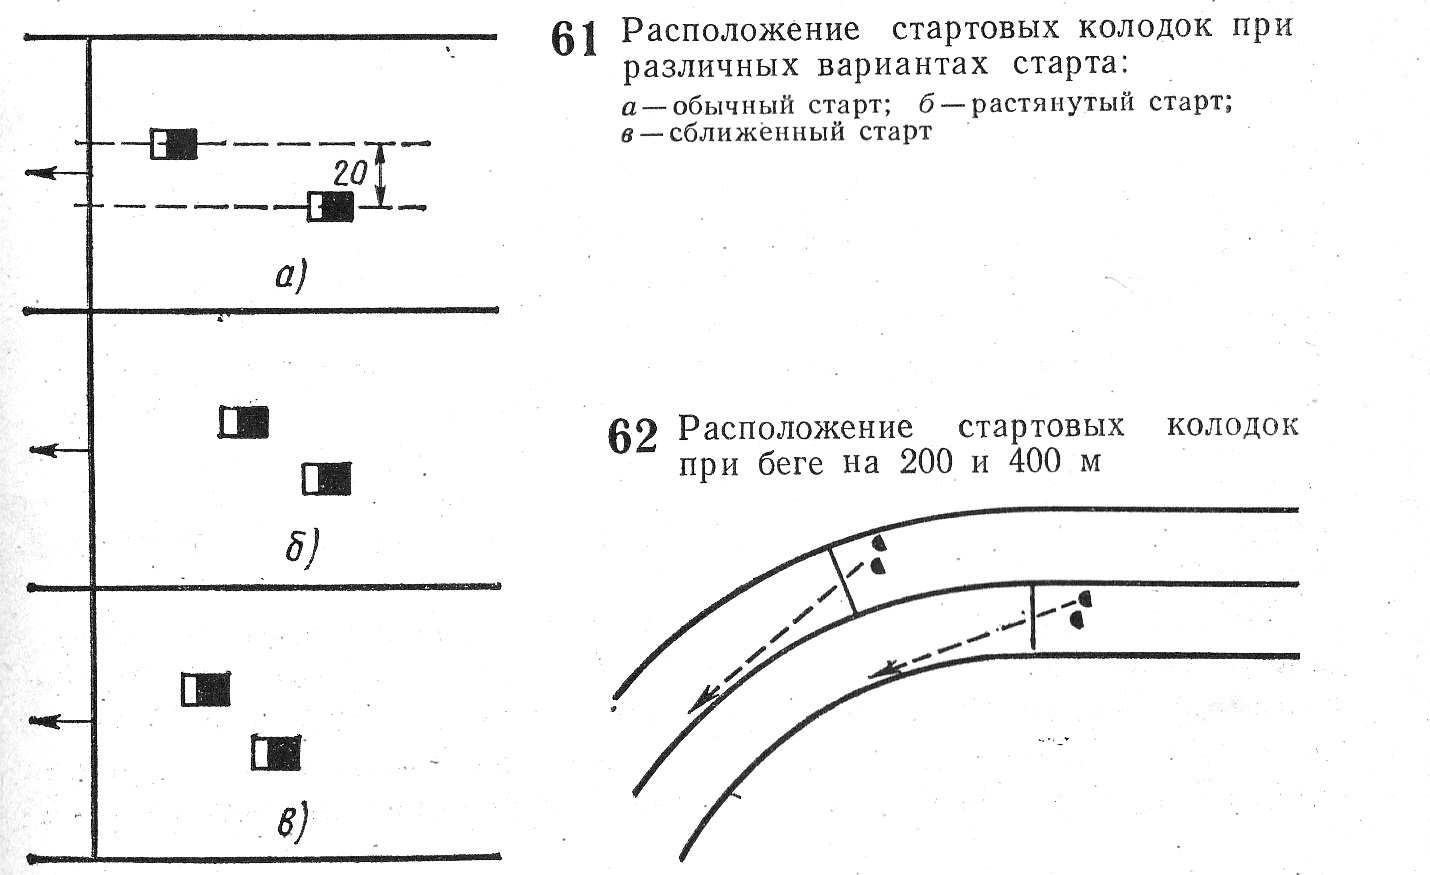 61 Расположение стартовых колодок при
различных вариантах старта:
а — обычный старт; б — растянутый старт;
в — сближенный старт
20
а)
б)
в)
62 Расположение стартовых колодок
при беге на 200 и 400 м